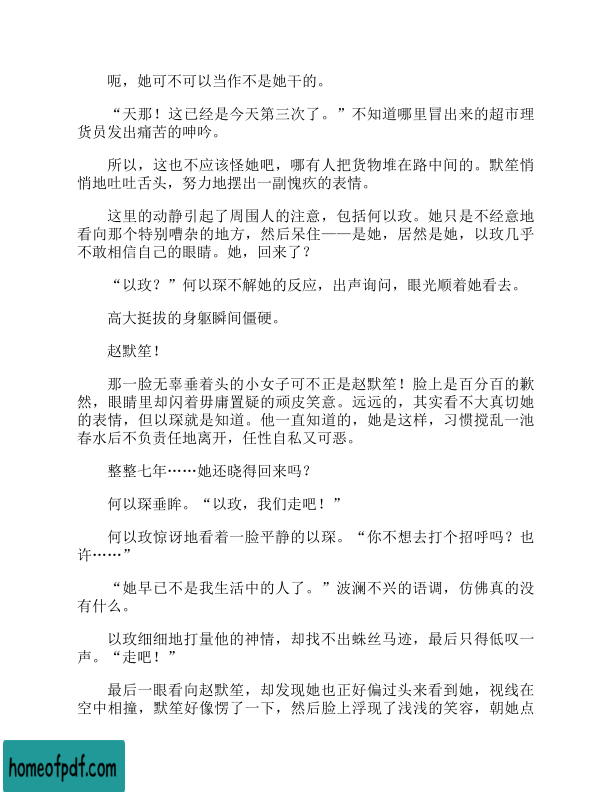 呃，她可不可以当作不是她干的。
“天那！这已经是今天第三次了。”不知道哪里冒出来的超市理
货员发出痛苦的呻吟。
所以，这也不应该怪她吧，哪有人把货物堆在路中间的。默笙悄
悄地吐吐舌头，努力地摆出一副愧疚的表情。
这里的动静引起了周围人的注意，包括何以玫。她只是不经意地
看向那个特别嘈杂的地方，然后呆住——是她，居然是她，以玫几乎
不敢相信自己的眼睛。她，回来了？
“以玫？”何以琛不解她的反应，出声询问，眼光顺着她看去。
高大挺拔的身躯瞬间僵硬。
赵默笙！
那一脸无辜垂着头的小女子可不正是赵默笙！脸上是百分百的歉
然，眼睛里却闪着毋庸置疑的顽皮笑意。远远的，其实看不大真切她
的表情，但以琛就是知道。他一直知道的，她是这样，习惯搅乱一池
春水后不负责任地离开，任性自私又可恶。
整整七年……她还晓得回来吗？
何以琛垂眸。“以玫，我们走吧！”
何以玫惊讶地看着一脸平静的以琛。“你不想去打个招呼吗？也
许……”
“她早已不是我生活中的人了。”波澜不兴的语调，仿佛真的没
有什么。
以玫细细地打量他的神情，却找不出蛛丝马迹，最后只得低叹一
声。“走吧！”
最后一眼看向赵默笙，却发现她也正好偏过头来看到她，视线在
空中相撞，默笙好像愣了一下，然后脸上浮现了浅浅的笑容，朝她点
homeofpdf.com